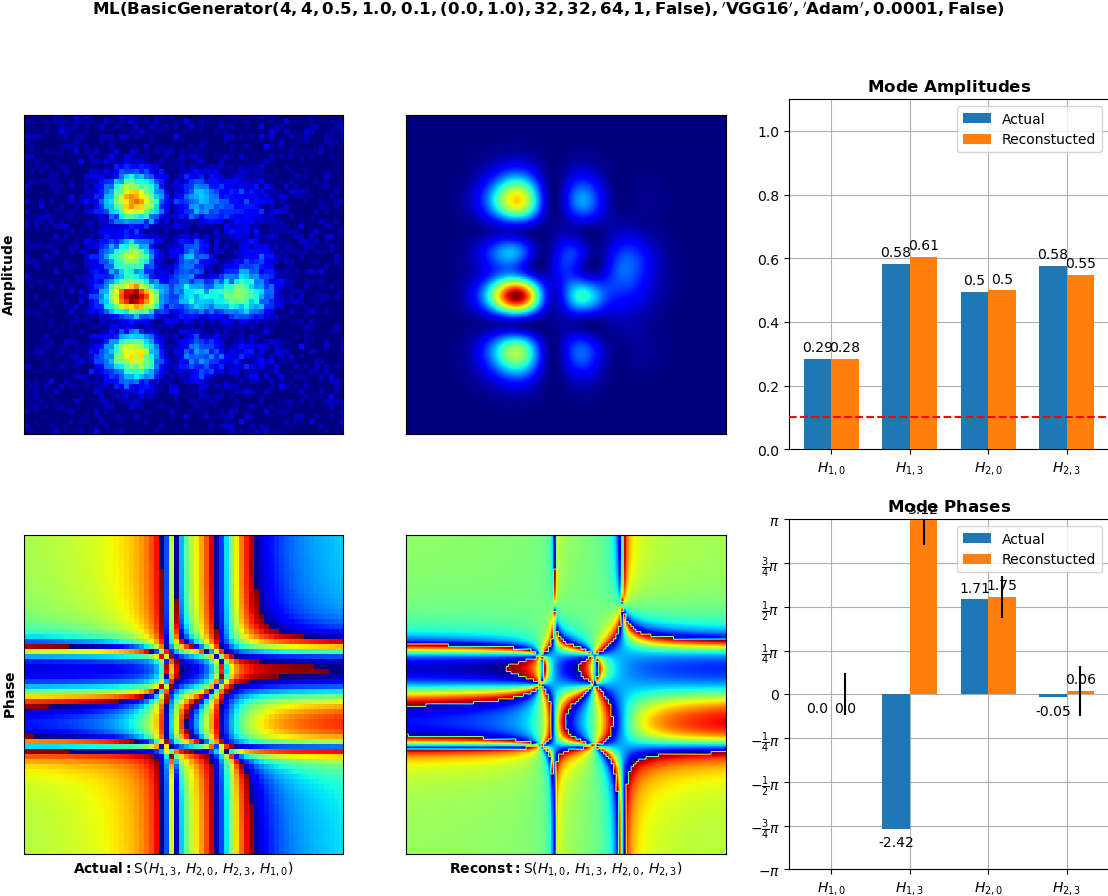 ML(BasicGenerator(4, 4, 0.5, 1.0, 0.1, (0.0, 1.0), 32, 32, 64, 1, False), ′VGG16′, ′Adam′, 0.0001, False)
Amplitude
Mode Amplitudes
Actual
Reconstucted
1.0
0.8
0.6
0.4
0.2
0.0
0.29
0.28
0.58
0.61
0.5
0.5
0.58
0.55
H1,0
H1,3
H2,0
H2,3
Phase
Actual: S(H1,3, H2,0, H2,3, H1,0)
Reconst: S(H1,0, H1,3, H2,0, H2,3)
Mode Phases
Actual
Reconstucted
π
3/4π
1/2π
1/4π
0
−1/4π
−1/2π
−3/4π
−π
0.0
0.0
-2.42
3.12
1.71
1.75
-0.05
0.06
H1,0
H1,3
H2,0
H2,3